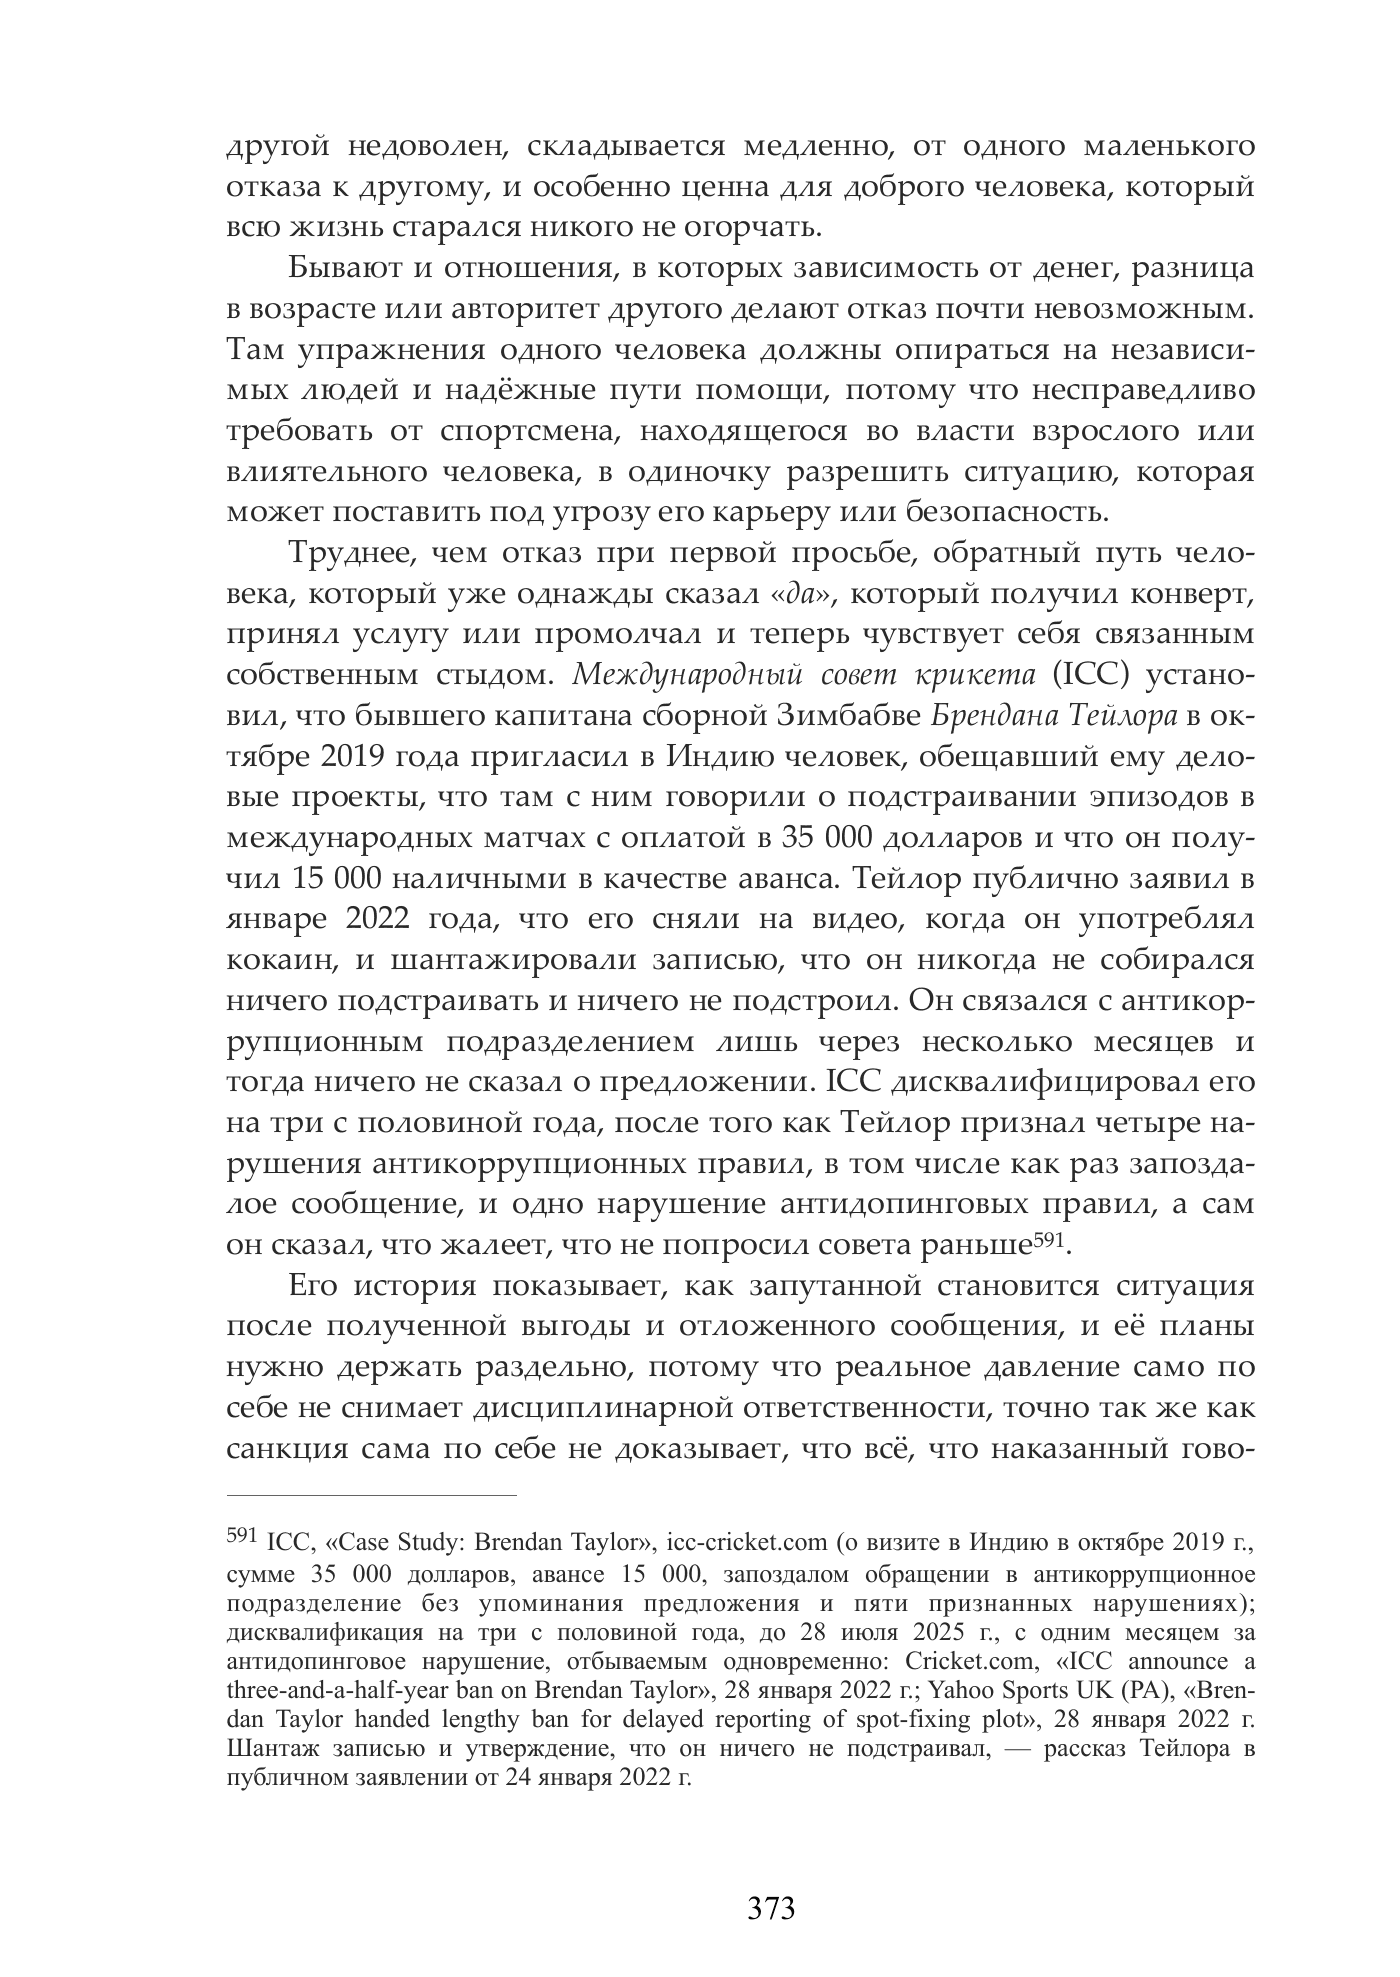 другой недоволен, складывается медленно, от одного маленького
отказа к другому, и особенно ценна для доброго человека, который
всю жизнь старался никого не огорчать.
Бывают и отношения, в которых зависимость от денег, разница
в возрасте или авторитет другого делают отказ почти невозможным.
Там упражнения одного человека должны опираться на независи-
мых людей и надёжные пути помощи, потому что несправедливо
требовать от спортсмена, находящегося во власти взрослого или
влиятельного человека, в одиночку разрешить ситуацию, которая
может поставить под угрозу его карьеру или безопасность.
Труднее, чем отказ при первой просьбе, обратный путь чело-
века, который уже однажды сказал «да», который получил конверт,
принял услугу или промолчал и теперь чувствует себя связанным
собственным стыдом. Международный совет крикета (ICC) устано-
вил, что бывшего капитана сборной Зимбабве Брендана Тейлора в ок-
тябре 2019 года пригласил в Индию человек, обещавший ему дело-
вые проекты, что там с ним говорили о подстраивании эпизодов в
международных матчах с оплатой в 35 000 долларов и что он полу-
чил 15 000 наличными в качестве аванса. Тейлор публично заявил в
январе 2022 года, что его сняли на видео, когда он употреблял
кокаин, и шантажировали записью, что он никогда не собирался
ничего подстраивать и ничего не подстроил. Он связался с антикор-
рупционным подразделением лишь через несколько месяцев и
тогда ничего не сказал о предложении. ICC дисквалифицировал его
на три с половиной года, после того как Тейлор признал четыре на-
рушения антикоррупционных правил, в том числе как раз запозда-
лое сообщение, и одно нарушение антидопинговых правил, а сам
он сказал, что жалеет, что не попросил совета раньше591.
Его история показывает, как запутанной становится ситуация
после полученной выгоды и отложенного сообщения, и её планы
нужно держать раздельно, потому что реальное давление само по
себе не снимает дисциплинарной ответственности, точно так же как
санкция сама по себе не доказывает, что всё, что наказанный гово-
591 ICC, «Case Study: Brendan Taylor», icc-cricket.com (о визите в Индию в октябре 2019 г.,
сумме 35 000 долларов, авансе 15 000, запоздалом обращении в антикоррупционное
подразделение без упоминания предложения и пяти признанных нарушениях);
дисквалификация на три с половиной года, до 28 июля 2025 г., с одним месяцем за
антидопинговое нарушение, отбываемым одновременно: Cricket.com, «ICC announce a
three-and-a-half-year ban on Brendan Taylor», 28 января 2022 г.; Yahoo Sports UK (PA), «Bren-
dan Taylor handed lengthy ban for delayed reporting of spot-fixing plot», 28 января 2022 г.
Шантаж записью и утверждение, что он ничего не подстраивал, — рассказ Тейлора в
публичном заявлении от 24 января 2022 г.
373